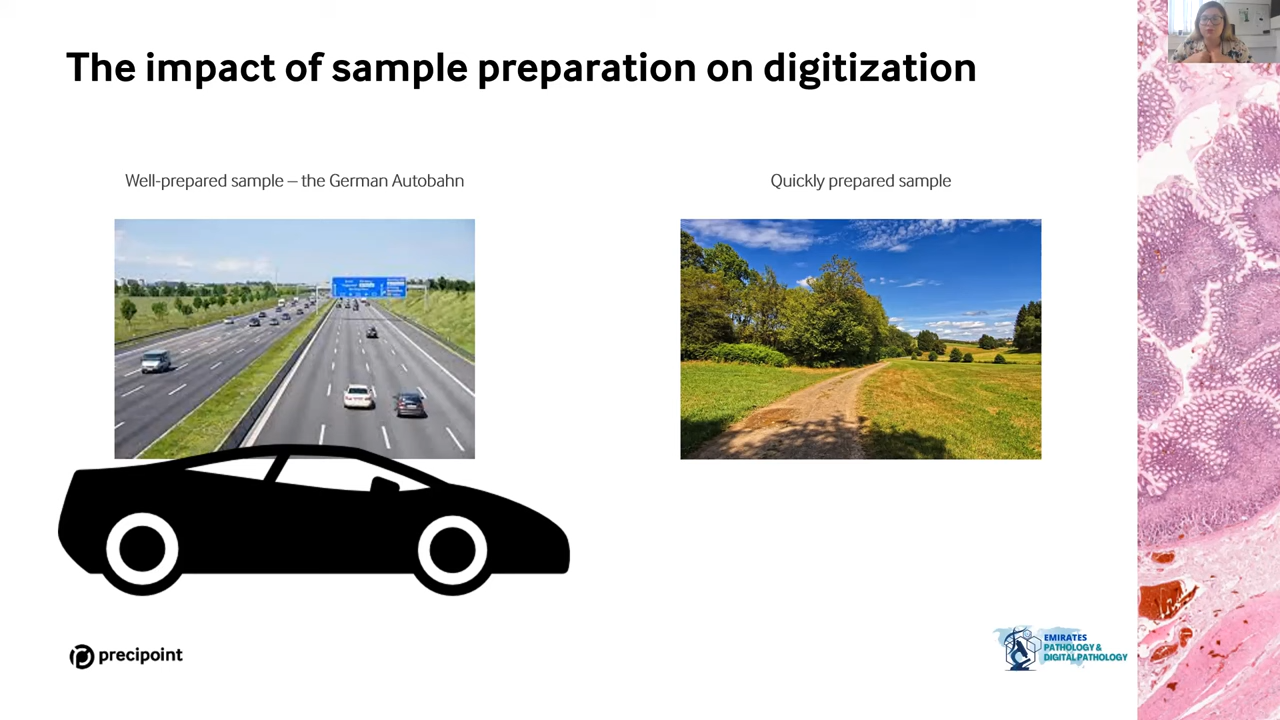 The impact of sample preparation on digitization
Well-prepared sample – the German Autobahn
Quickly prepared sample
precipoint
EMIRATES
PATHOLOGY &
DIGITAL PATHOLOGY